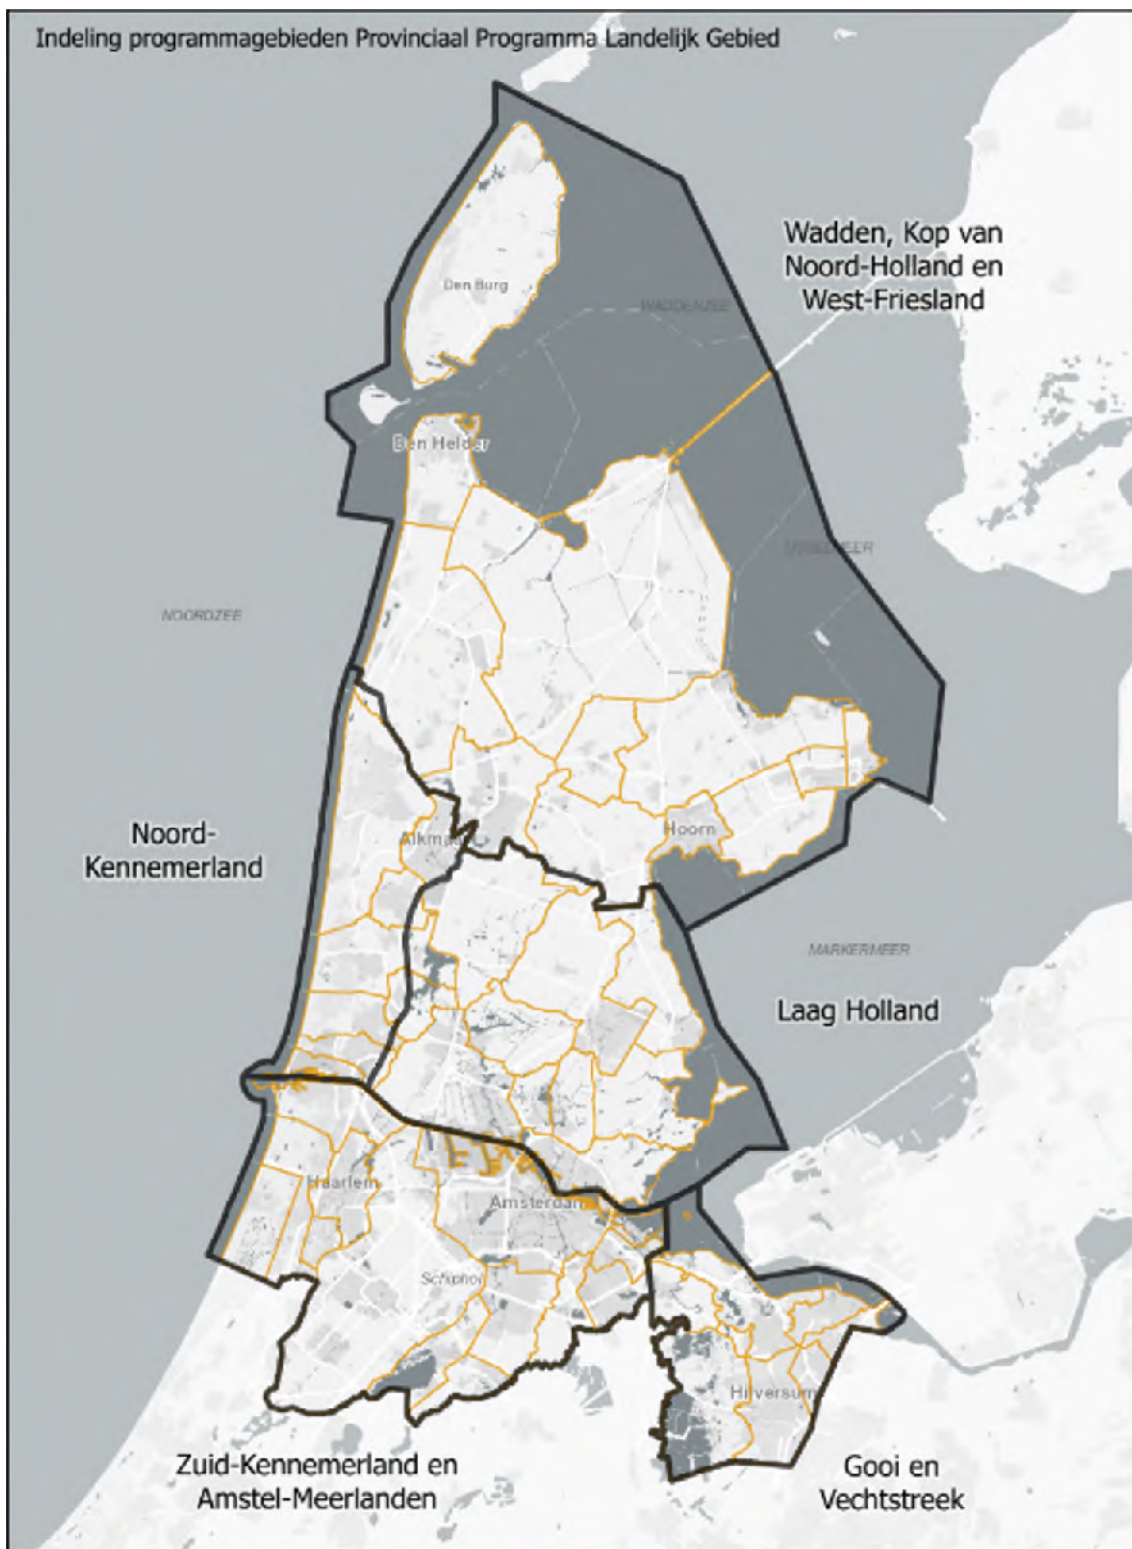 Indeling programmagebieden Provinciaal Programma Landelijk Gebied
Wadden, Kop van
Noord-Holland en
West-Friesland
Den Burg
WADDENZEE
Den Helder
IJSSELMEER
NOORDZEE
Noord-
Kennemerland
Alkmaar
Hoorn
MARKERMEER
Laag Holland
Haarlem
Amsterdam
Schiphol
Hilversum
Zuid-Kennemerland en
Amstel-Meerlanden
Gooi en
Vechtstreek